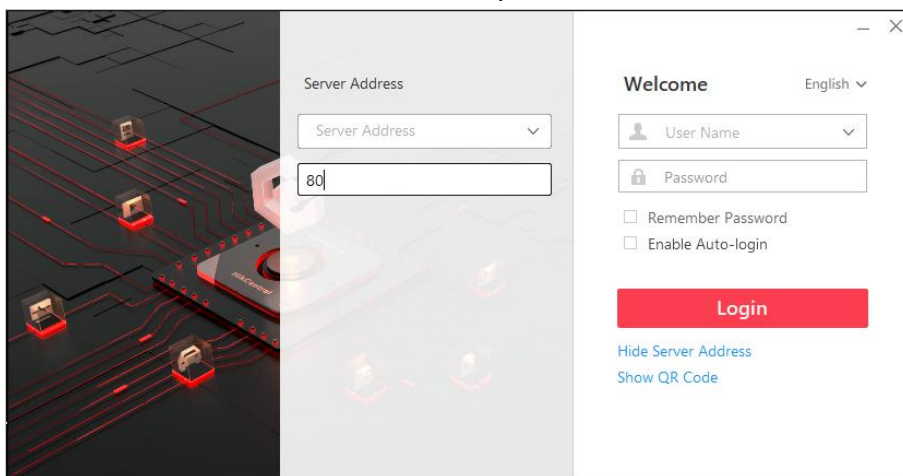 Server Address
Server Address
80
HikCentral
Welcome
English
User Name
Password
Remember Password
Enable Auto-login
Login
Hide Server Address
Show QR Code